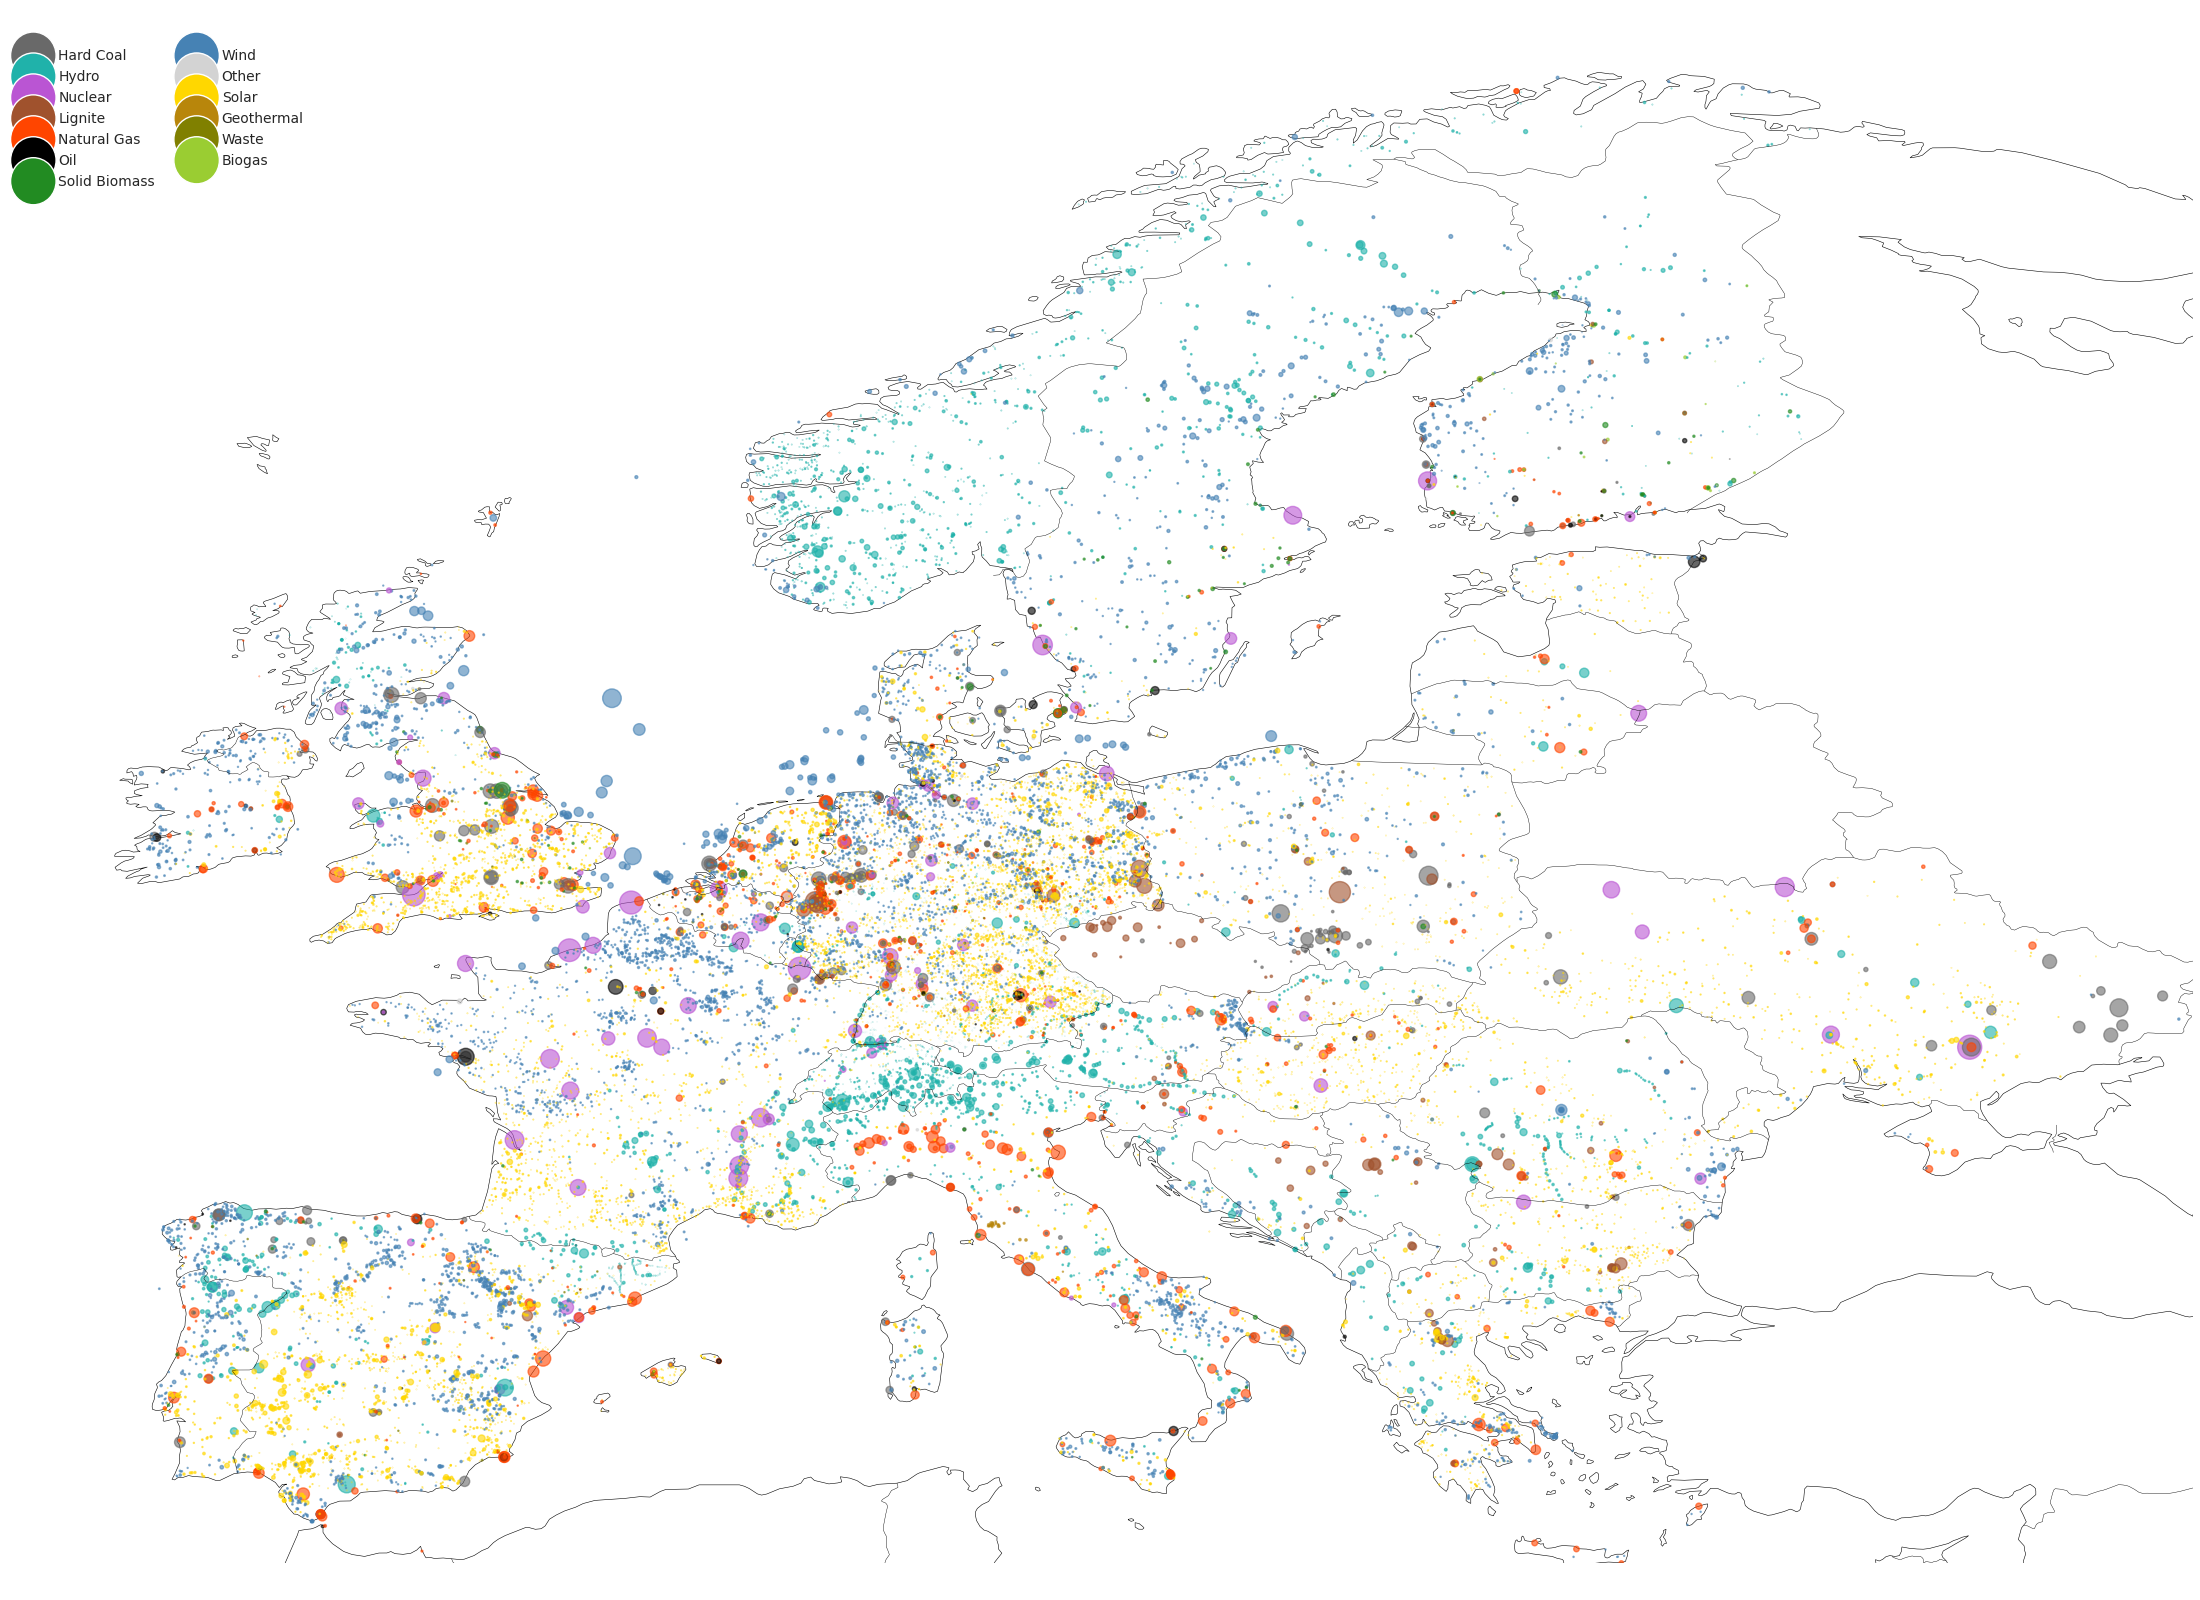 Hard Coal
Hydro
Nuclear
Lignite
Natural Gas
Oil
Solid Biomass
Wind
Other
Solar
Geothermal
Waste
Biogas